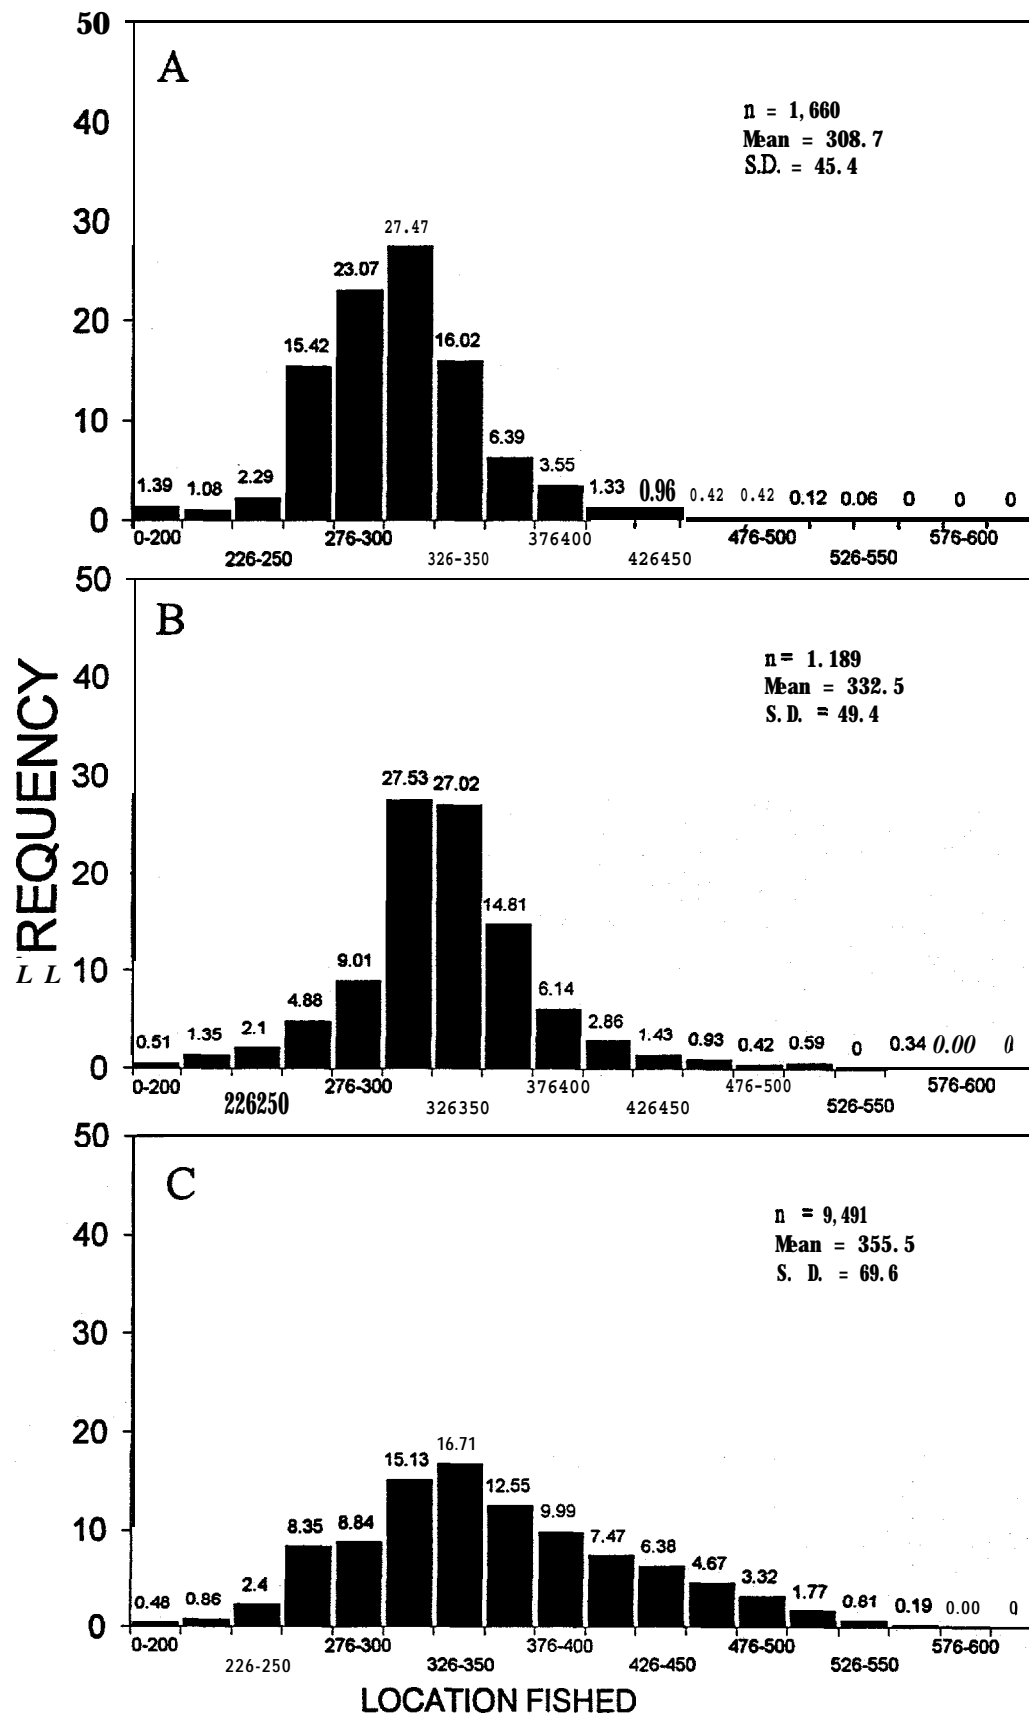 50
A
n = 1,660
Mean = 308.7
S.D. = 45.4
40
30
20
10
0
1.39 1.08 2.29 15.42 23.07 27.47 16.02 6.39 3.55 1.33 0.96 0.42 0.42 0.12 0.06 0 0 0
0-200 276-300 376400 476-500 576-600
226-250 326-350 426450 526-550
50
B
n = 1.189
Mean = 332.5
S.D. = 49.4
40
30
20
10
0
0.51 1.35 2.1 4.88 9.01 27.53 27.02 14.81 6.14 2.86 1.43 0.93 0.42 0.59 0 0.34 0.00 0
0-200 276-300 376400 476-500 576-600
226250 326350 426450 526-550
LL REQUENCY
50
C
n = 9,491
Mean = 355.5
S. D. = 69.6
40
30
20
10
0
0.48 0.86 2.4 8.35 8.84 15.13 16.71 12.55 9.99 7.47 6.38 4.67 3.32 1.77 0.81 0.19 0.00 0
0-200 276-300 376-400 476-500 576-600
226-250 326-350 426-450 526-550
LOCATION FISHED